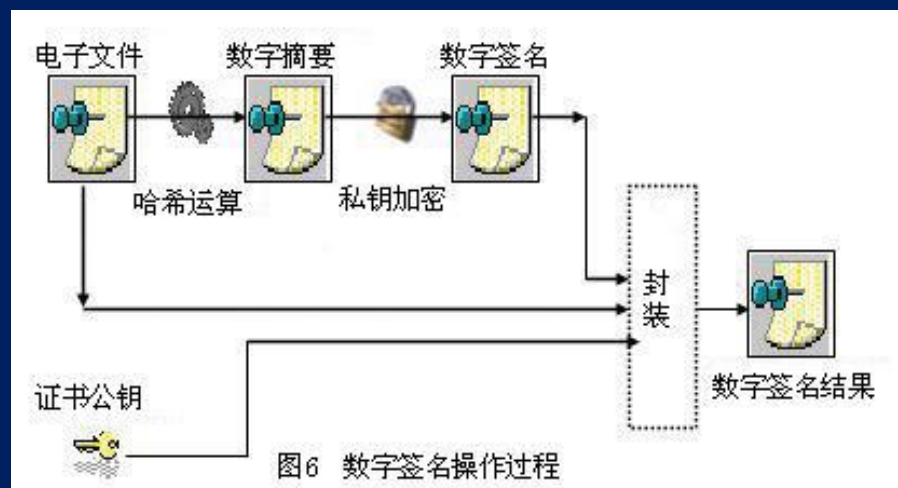 电子文件
数字摘要
数字签名
哈希运算
私钥加密
封
装
数字签名结果
证书公钥
图6 数字签名操作过程